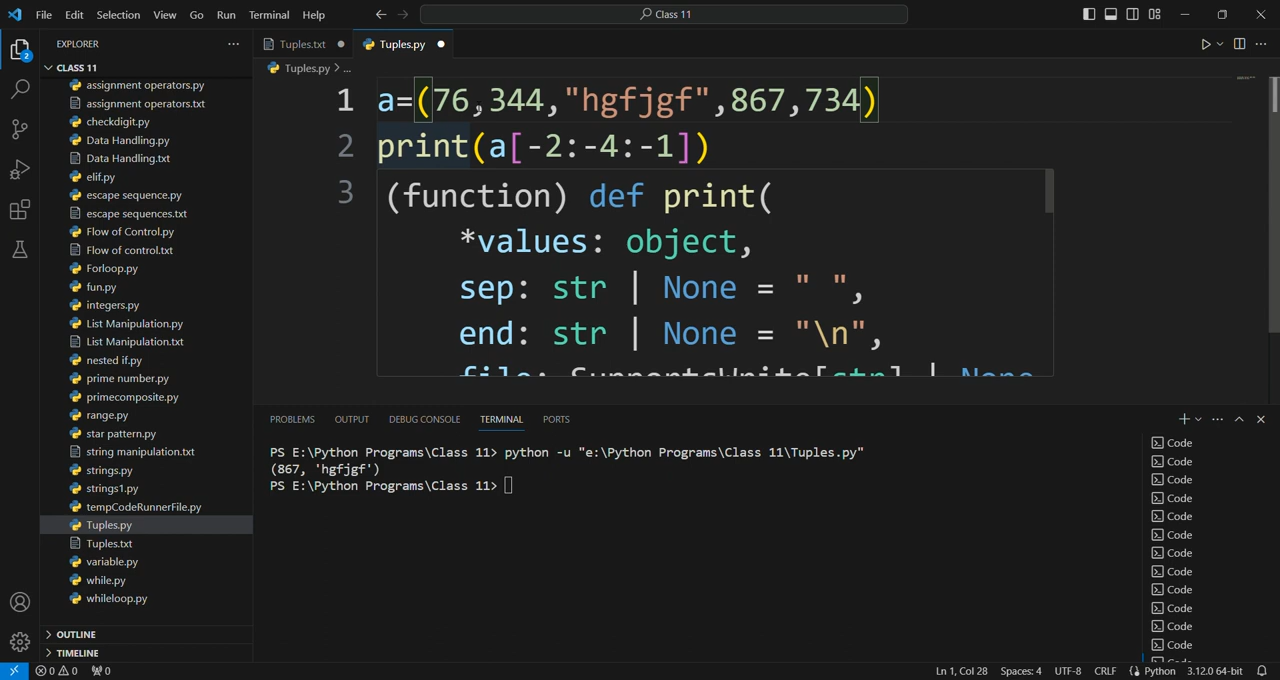 File Edit Selection View Go Run Terminal Help
Class 11
EXPLORER
2
CLASS 11
assignment operators.py
assignment operators.txt
checkdigit.py
Data Handling.py
Data Handling.txt
elif.py
escape sequence.py
escape sequences.txt
Flow of Control.py
Flow of control.txt
Forloop.py
fun.py
integers.py
List Manipulation.py
List Manipulation.txt
nested if.py
prime number.py
primecomposite.py
range.py
star pattern.py
string manipulation.txt
strings.py
strings1.py
tempCodeRunnerFile.py
Tuples.py
Tuples.txt
variable.py
while.py
whileloop.py
OUTLINE
TIMELINE
Tuples.txt Tuples.py
Tuples.py > ...
1 a=(76,344,"hgfjgf",867,734)
2 print(a[-2:-4:-1])
3
(function) def print(
*values: object,
sep: str | None = " ",
end: str | None = "\n",
file: SupportsWrite[str] | None
PROBLEMS OUTPUT DEBUG CONSOLE TERMINAL PORTS
PS E:\Python Programs\Class 11> python -u "e:\Python Programs\Class 11\Tuples.py"
(867, 'hgfjgf')
PS E:\Python Programs\Class 11>
Code
Code
Code
Code
Code
Code
Code
Code
Code
Code
Code
Code
Code
0 0 0 Ln 1, Col 28 Spaces: 4 UTF-8 CRLF Python 3.12.0 64-bit